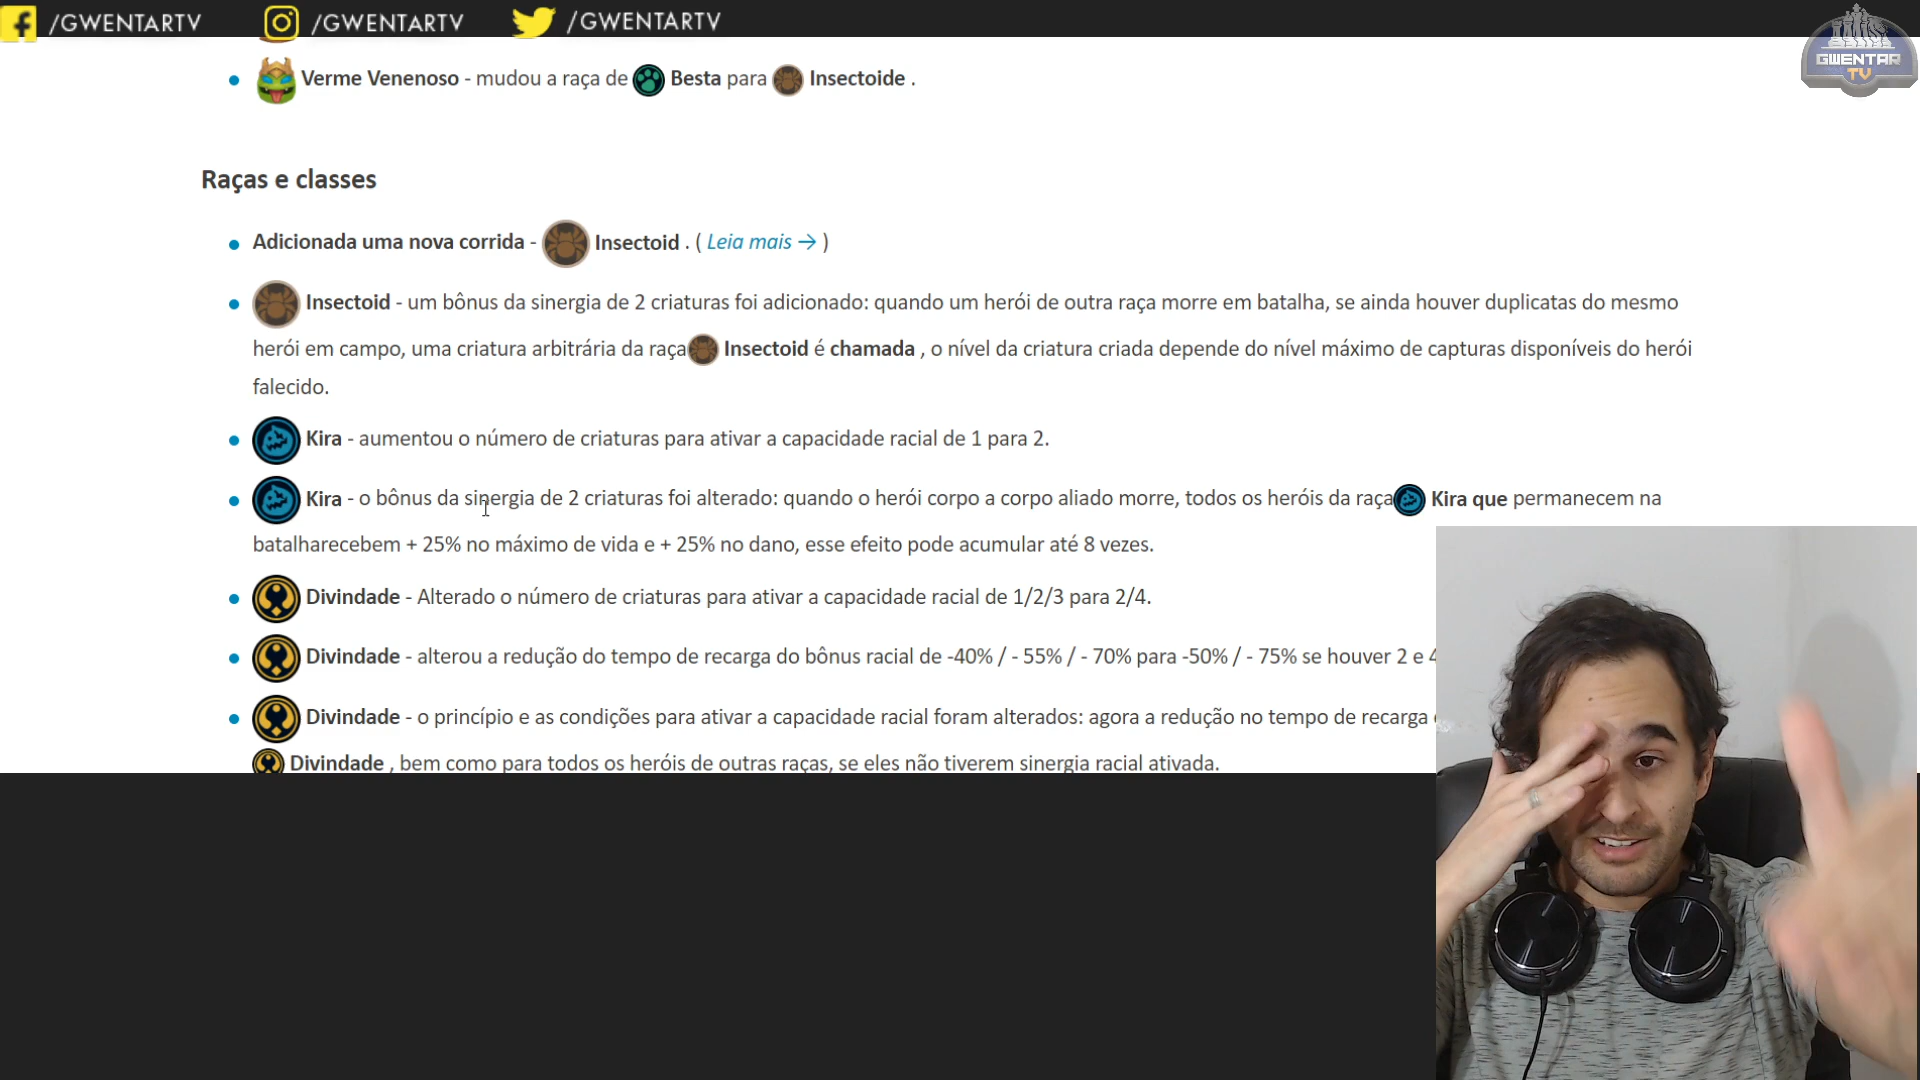 /GWENTARTV /GWENTARTV /GWENTARTV
GWENTAR
TV
Verme Venenoso - mudou a raça de Besta para Insectoide .
Raças e classes
Adicionada uma nova corrida - Insectoid . ( Leia mais → )
Insectoid - um bônus da sinergia de 2 criaturas foi adicionado: quando um herói de outra raça morre em batalha, se ainda houver duplicatas do mesmo
herói em campo, uma criatura arbitrária da raça Insectoid é chamada , o nível da criatura criada depende do nível máximo de capturas disponíveis do herói
falecido.
Kira - aumentou o número de criaturas para ativar a capacidade racial de 1 para 2.
Kira - o bônus da sinergia de 2 criaturas foi alterado: quando o herói corpo a corpo aliado morre, todos os heróis da raça Kira que permanecem na
batalharecebem + 25% no máximo de vida e + 25% no dano, esse efeito pode acumular até 8 vezes.
Divindade - Alterado o número de criaturas para ativar a capacidade racial de 1/2/3 para 2/4.
Divindade - alterou a redução do tempo de recarga do bônus racial de -40% / - 55% / - 70% para -50% / - 75% se houver 2 e 4
Divindade - o princípio e as condições para ativar a capacidade racial foram alterados: agora a redução no tempo de recarga
Divindade , bem como para todos os heróis de outras raças, se eles não tiverem sinergia racial ativada.